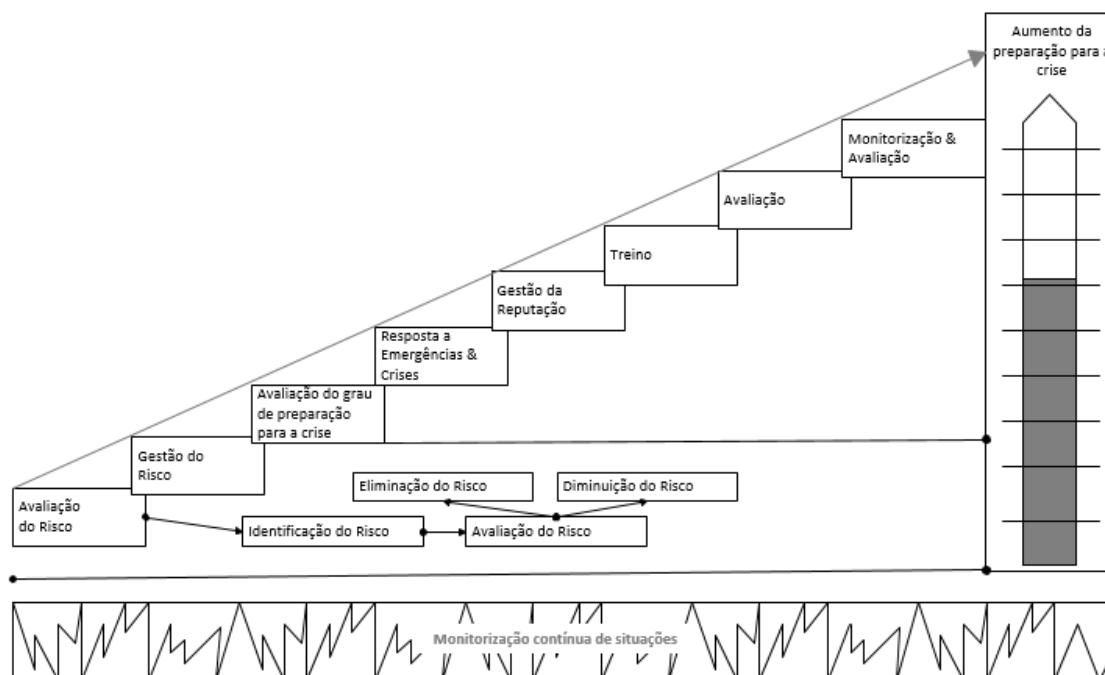 Aumento da
preparação para a
crise
Monitorização &
Avaliação
Avaliação
Treino
Gestão da
Reputação
Resposta a
Emergências &
Crises
Avaliação do grau
de preparação
para a crise
Gestão do
Risco
Avaliação
do Risco
Eliminação do Risco
Diminuição do Risco
Identificação do Risco
Avaliação do Risco
Monitorização contínua de situações